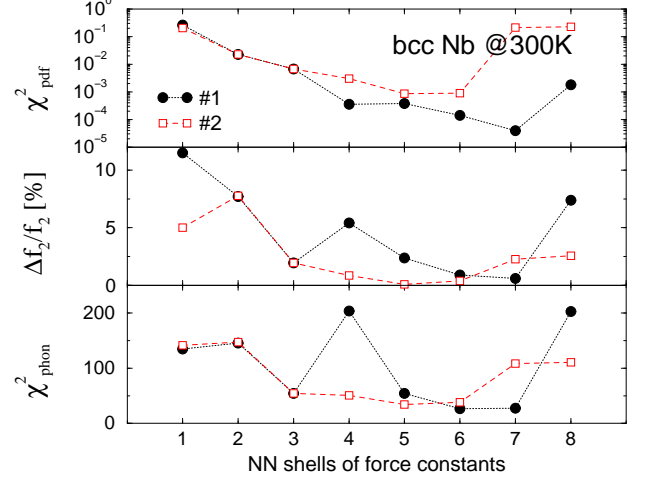 10⁰
10⁻¹
10⁻²
10⁻³
10⁻⁴
10⁻⁵
χ²pdf
bcc Nb @300K
#1
#2
10
5
0
Δf₂/f₂ [%]
200
100
0
χ²phon
1 2 3 4 5 6 7 8
NN shells of force constants